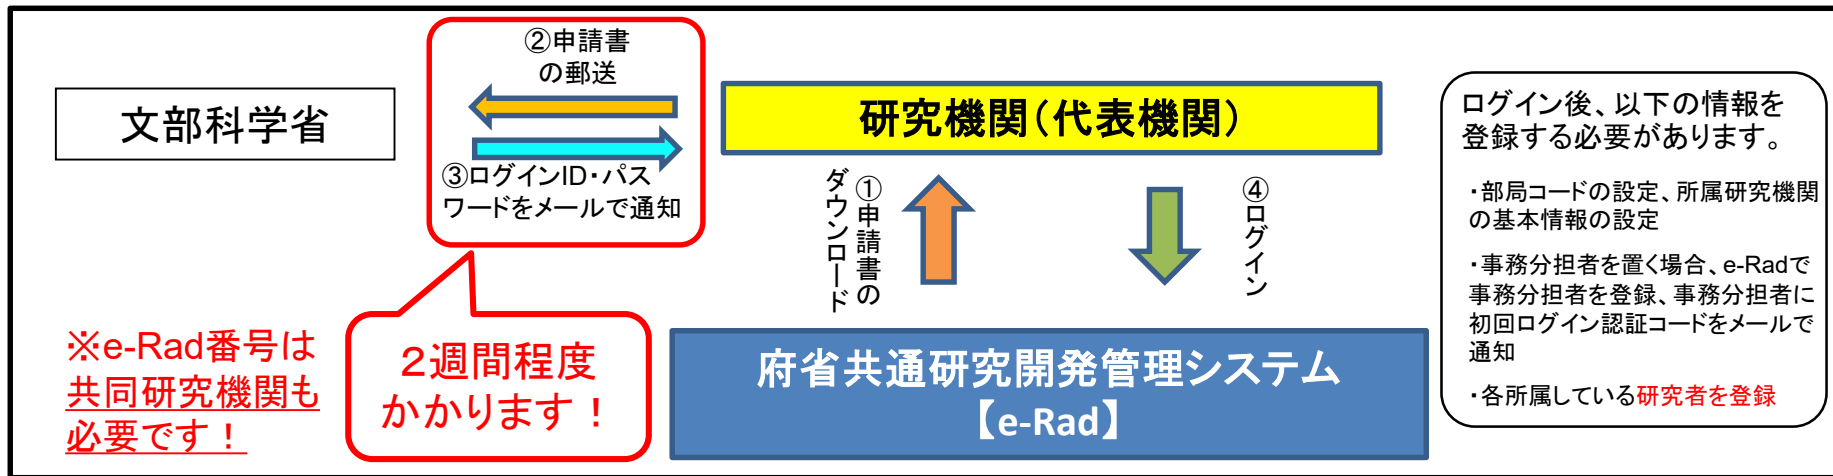 文部科学省
②申請書
の郵送
③ログインID・パス
ワードをメールで通知
研究機関(代表機関)
①申請書の
ダウンロード
④ログイン
府省共通研究開発管理システム
【e-Rad】
2週間程度
かかります！
※e-Rad番号は
共同研究機関も
必要です！
ログイン後、以下の情報を
登録する必要があります。
・部局コードの設定、所属研究機関
の基本情報の設定
・事務分担者を置く場合、e-Radで
事務分担者を登録、事務分担者に
初回ログイン認証コードをメールで
通知
・各所属している研究者を登録